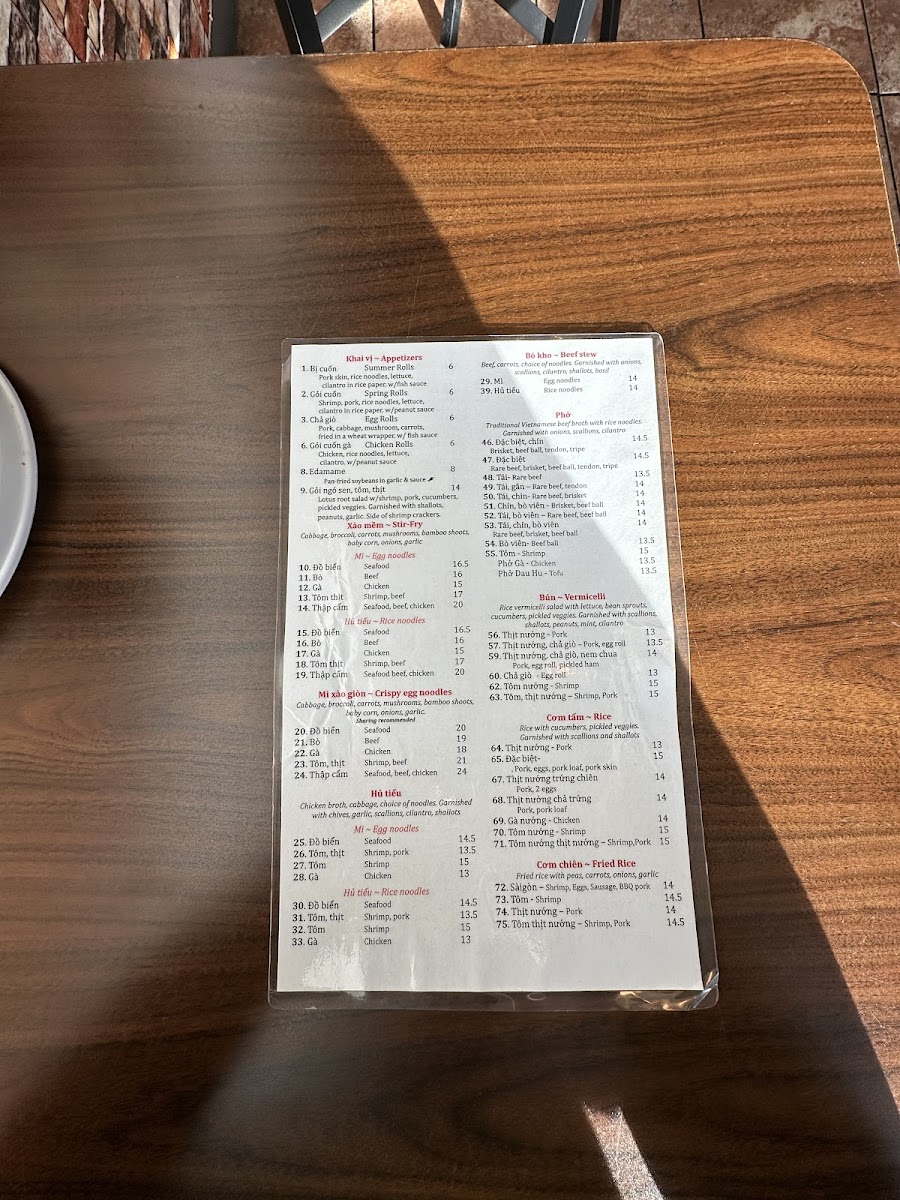 Khai vị ~ Appetizers
1. Bị cuốn Summer Rolls 6
Pork skin, rice noodles, lettuce,
cilantro in rice paper. w/fish sauce
2. Gỏi cuốn Spring Rolls 6
Shrimp, pork, rice noodles, lettuce,
cilantro in rice paper. w/peanut sauce
3. Chả giò Egg Rolls 6
Pork, cabbage, mushroom, carrots,
fried in a wheat wrapper. w/ fish sauce
6. Gỏi cuốn gà Chicken Rolls 6
Chicken, rice noodles, lettuce,
cilantro. w/peanut sauce
8. Edamame 8
Pan-fried soybeans in garlic & sauce
9. Gỏi ngó sen, tôm, thịt 14
Lotus root salad w/shrimp, pork, cucumbers,
pickled veggies. Garnished with shallots,
peanuts, garlic. Side of shrimp crackers.
Xào mềm ~ Stir-Fry
Cabbage, broccoli, carrots, mushrooms, bamboo shoots,
baby corn, onions, garlic
Mì ~ Egg noodles
10. Đồ biển Seafood 16.5
11. Bò Beef 16
12. Gà Chicken 15
13. Tôm thịt Shrimp, beef 17
14. Thập cẩm Seafood, beef, chicken 20
Hủ tiếu ~ Rice noodles
15. Đồ biển Seafood 16.5
16. Bò Beef 16
17. Gà Chicken 15
18. Tôm thịt Shrimp, beef 17
19. Thập cẩm Seafood beef, chicken 20
Mì xào giòn ~ Crispy egg noodles
Cabbage, broccoli, carrots, mushrooms, bamboo shoots,
baby corn, onions, garlic.
Sharing recommended
20. Đồ biển Seafood 20
21. Bò Beef 19
22. Gà Chicken 18
23. Tôm, thịt Shrimp, beef 21
24. Thập cẩm Seafood, beef, chicken 24
Hủ tiếu
Chicken broth, cabbage, choice of noodles. Garnished
with chives, garlic, scallions, cilantro, shallots
Mì ~ Egg noodles
25. Đồ biển Seafood 14.5
26. Tôm, thịt Shrimp, pork 13.5
27. Tôm Shrimp 15
28. Gà Chicken 13
Hủ tiếu ~ Rice noodles
30. Đồ biển Seafood 14.5
31. Tôm, thịt Shrimp, pork 13.5
32. Tôm Shrimp 15
33. Gà Chicken 13
Bò kho ~ Beef stew
Beef, carrots, choice of noodles. Garnished with onions,
scallions, cilantro, shallots, basil
29. Mì Egg noodles 14
39. Hủ tiếu Rice noodles 14
Phở
Traditional Vietnamese beef broth with rice noodles.
Garnished with onions, scallions, cilantro
46. Đặc biệt, chín 14.5
Brisket, beef ball, tendon, tripe
47. Đặc biệt 14.5
Rare beef, brisket, beef ball, tendon, tripe
48. Tái- Rare beef 13.5
49. Tái, gân ~ Rare beef, tendon 14
50. Tái, chín- Rare beef, brisket 14
51. Chín, bò viên - Brisket, beef ball 14
52. Tái, bò viên ~ Rare beef, beef ball 14
53. Tái, chín, bò viên 14
Rare beef, brisket, beef ball
54. Bò viên- Beef ball 13.5
55. Tôm - Shrimp 15
Phở Gà - Chicken 13.5
Phở Dau Hu - Tofu 13.5
Bún ~ Vermicelli
Rice vermicelli salad with lettuce, bean sprouts,
cucumbers, pickled veggies. Garnished with scallions,
shallots, peanuts, mint, cilantro
56. Thịt nướng - Pork 13
57. Thịt nướng, chả giò ~ Pork, egg roll 13.5
59. Thịt nướng, chả giò, nem chua 14
Pork, egg roll, pickled ham
60. Chả giò - Egg roll 13
62. Tôm nướng - Shrimp 15
63. Tôm, thịt nướng ~ Shrimp, Pork 15
Cơm tấm ~ Rice
Rice with cucumbers, pickled veggies.
Garnished with scallions and shallots
64. Thịt nướng - Pork 13
65. Đặc biệt- 15
Pork, eggs, pork loaf, pork skin
67. Thịt nướng trứng chiên 14
Pork, 2 eggs
68. Thịt nướng chả trứng 14
Pork, pork loaf
69. Gà nướng - Chicken 14
70. Tôm nướng - Shrimp 15
71. Tôm nướng thịt nướng ~ Shrimp,Pork 15
Cơm chiên ~ Fried Rice
Fried rice with peas, carrots, onions, garlic
72. Sàigòn ~ Shrimp, Eggs, Sausage, BBQ pork 14
73. Tôm - Shrimp 14.5
74. Thịt nướng ~ Pork 14
75. Tôm thịt nướng ~ Shrimp, Pork 14.5